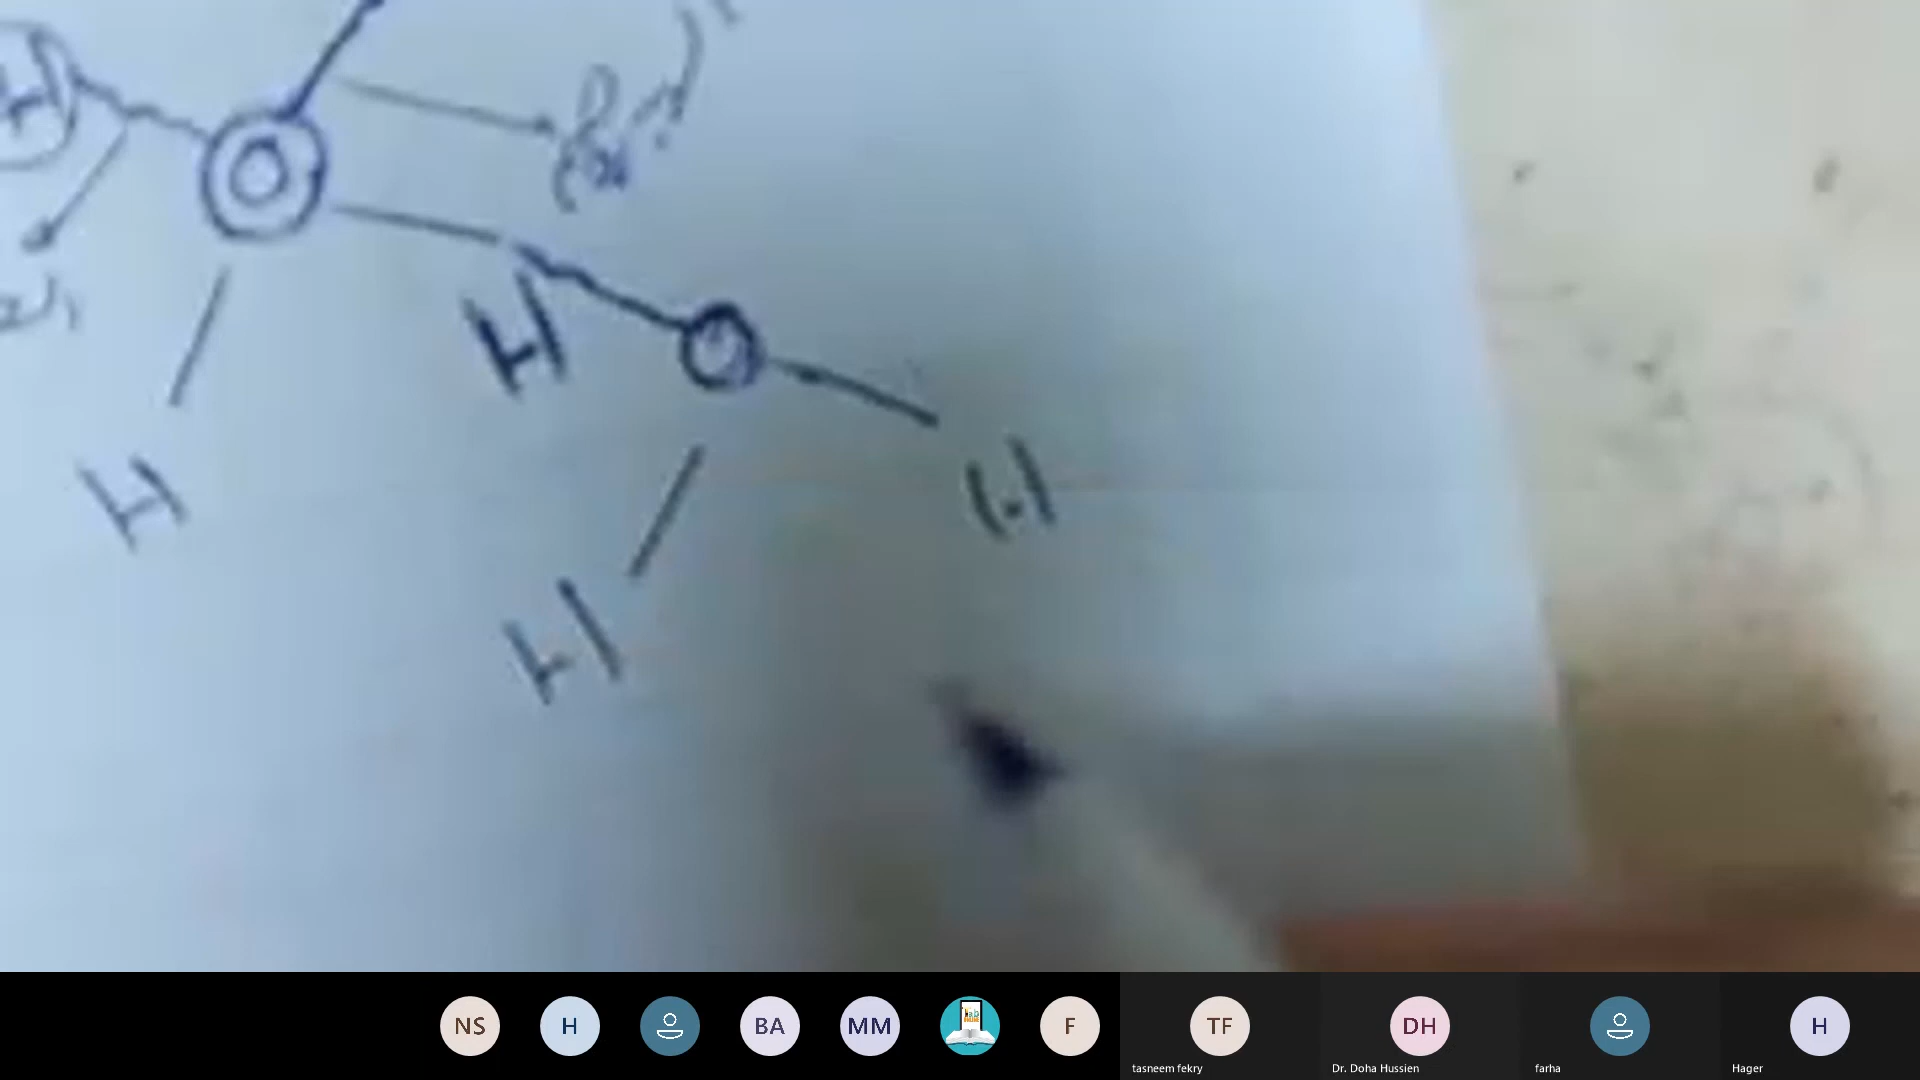 H
O
H
H
O
H
H
NS
H
BA
MM
F
TF
DH
H
tasneem fekry
Dr. Doha Hussien
farha
Hager